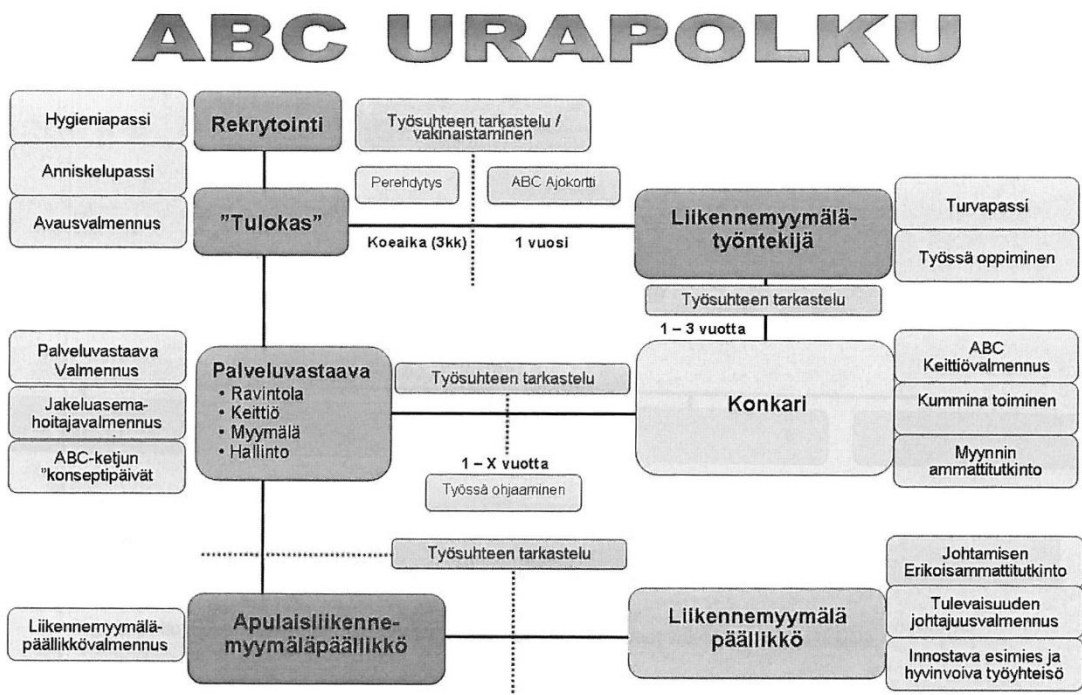 ABC URAPOLKU
Hygieniapassi
Anniskelupassi
Avausvalmennus
Rekrytointi
Työsuhteen tarkastelu /
vakinaistaminen
Perehdytys
ABC Ajokortti
"Tulokas"
Koeaika (3kk)
1 vuosi
Liikennemyymälä-
työntekijä
Turvapassi
Työssä oppiminen
Työsuhteen tarkastelu
1 – 3 vuotta
Palveluvastaava
Valmennus
Jakeluasema-
hoitajavalmennus
ABC-ketjun
"konseptipäivät
Palveluvastaava
• Ravintola
• Keittiö
• Myymälä
• Hallinto
Työsuhteen tarkastelu
1 – X vuotta
Työssä ohjaaminen
Konkari
ABC
Keittiövalmennus
Kummina toiminen
Myynnin
ammattitutkinto
Työsuhteen tarkastelu
Liikennemyymälä-
päällikkövalmennus
Apulaisliikenne-
myymäläpäällikkö
Liikennemyymälä
päällikkö
Johtamisen
Erikoisammattitutkinto
Tulevaisuuden
johtajuusvalmennus
Innostava esimies ja
hyvinvoiva työyhteisö